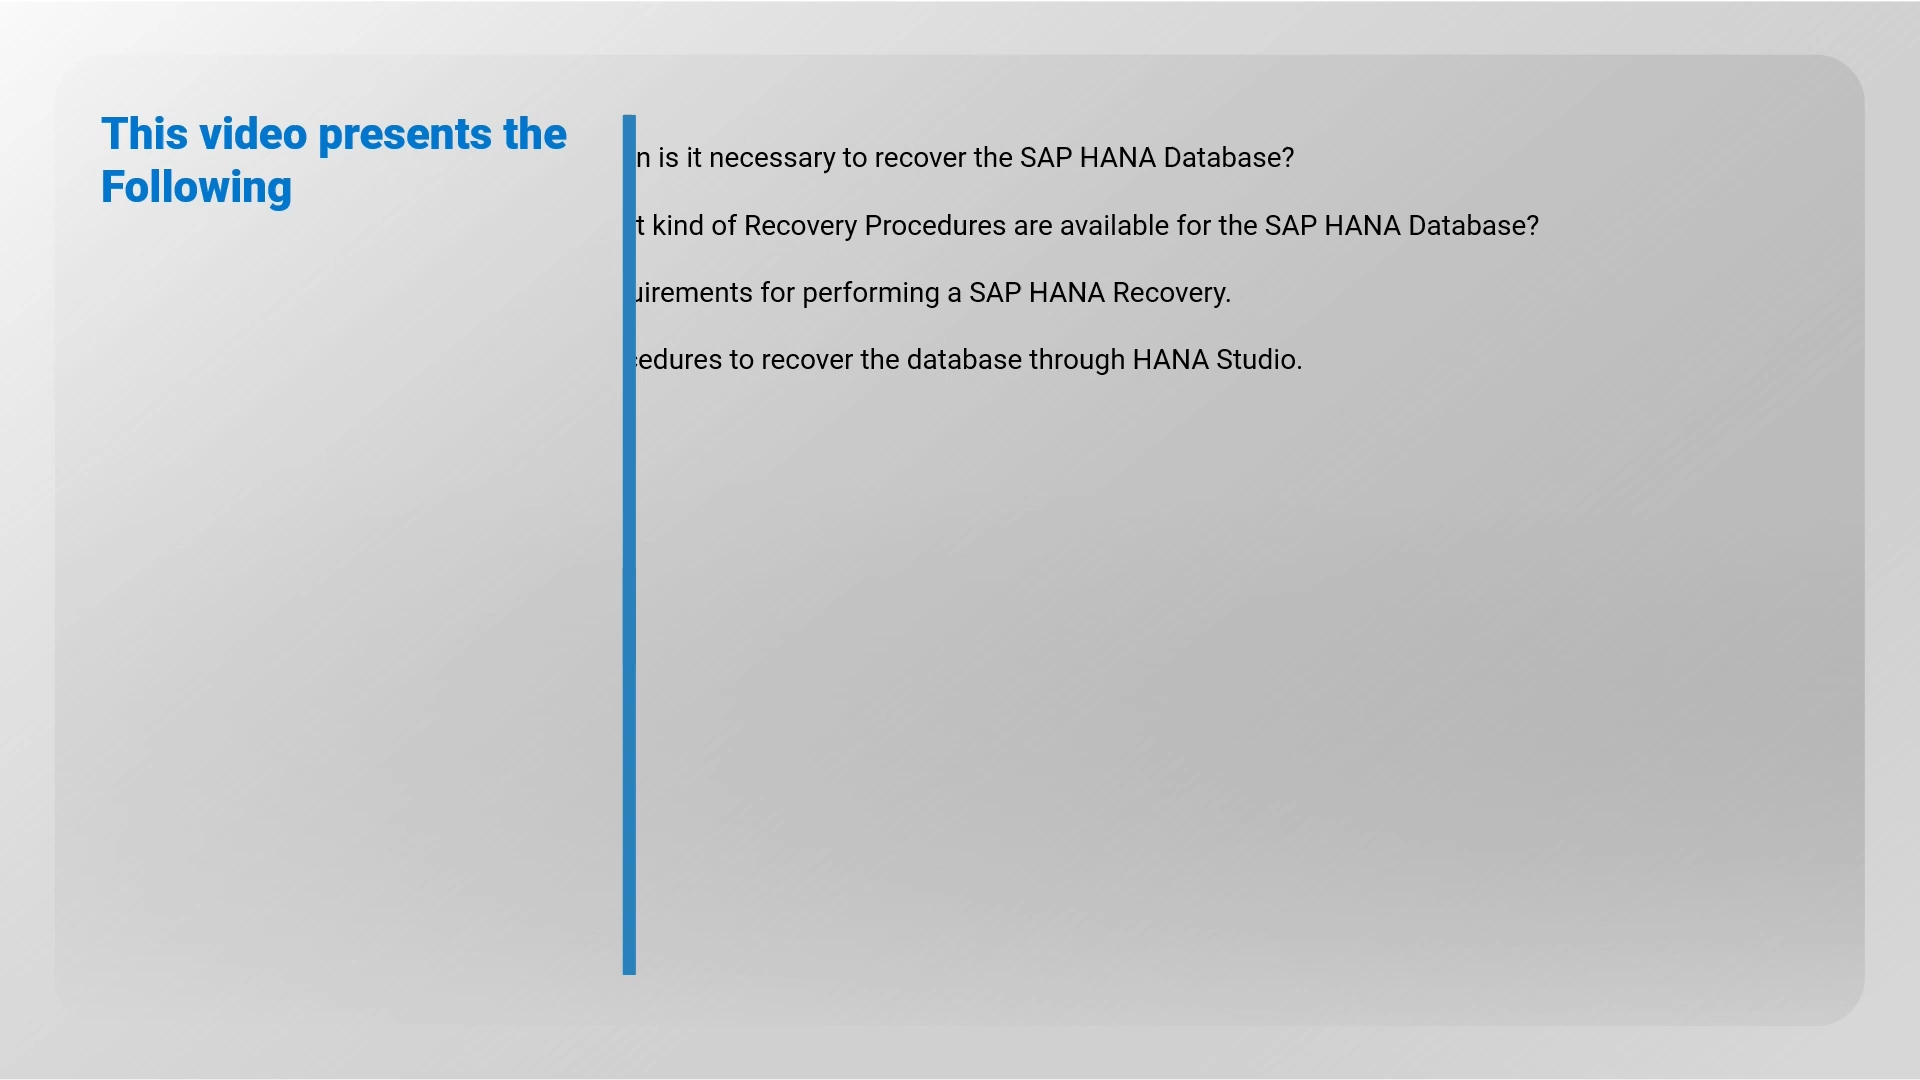 This video presents the
Following
n is it necessary to recover the SAP HANA Database?
t kind of Recovery Procedures are available for the SAP HANA Database?
uirements for performing a SAP HANA Recovery.
cedures to recover the database through HANA Studio.